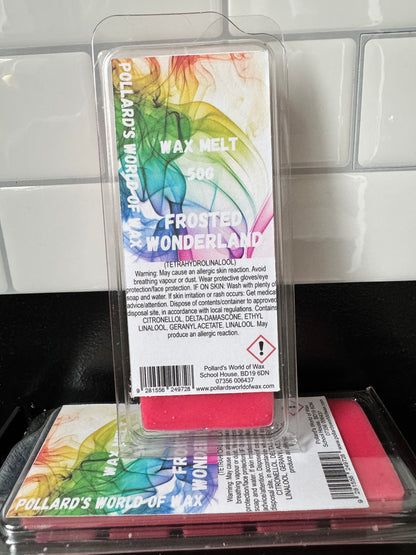 POLLARD'S WORLD OF WAX
WAX MELT
50G
FROSTED
WONDERLAND
(TETRAHYDROLINALOOL)
Warning: May cause an allergic skin reaction. Avoid
breathing vapour or dust. Wear protective gloves/eye
protection/face protection. IF ON SKIN: Wash with plenty of
soap and water. If skin irritation or rash occurs: Get medical
advice/attention. Dispose of contents/container to approved
disposal site, in accordance with local regulations. Contains
CITRONELLOL, DELTA-DAMASCONE, ETHYL
LINALOOL, GERANYLACETATE, LINALOOL. May
produce an allergic reaction.
9 281556 249728
Pollard's World of Wax
School House, BD19 6DN
07356 006437
www.pollardsworldofwax.com
POLLARD'S WORLD OF WAX
FROSTED
WONDERLAND